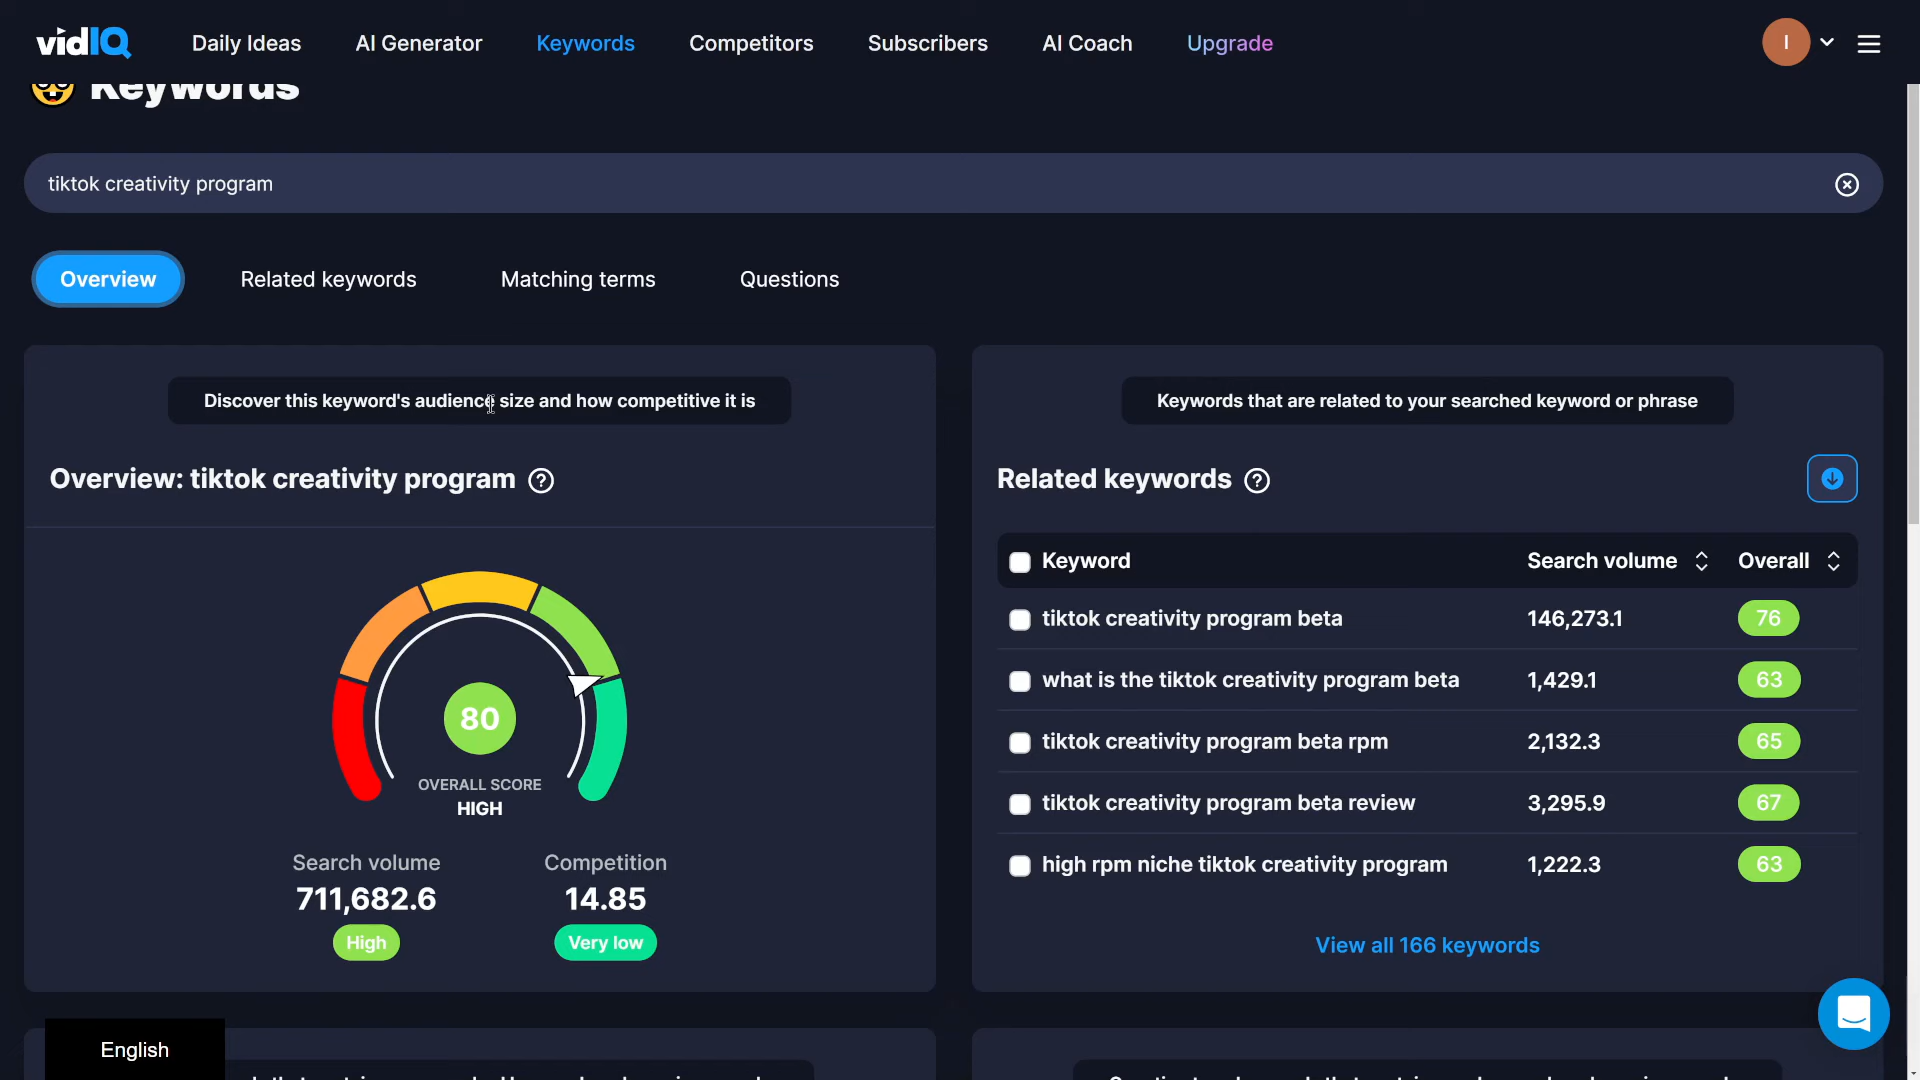 vidIQ Daily Ideas AI Generator Keywords Competitors Subscribers AI Coach Upgrade I
Keywords
tiktok creativity program
Overview Related keywords Matching terms Questions
Discover this keyword's audience size and how competitive it is
Overview: tiktok creativity program ?
80
OVERALL SCORE
HIGH
Search volume Competition
711,682.6 14.85
High Very low
Keywords that are related to your searched keyword or phrase
Related keywords ?
Keyword Search volume Overall
tiktok creativity program beta 146,273.1 76
what is the tiktok creativity program beta 1,429.1 63
tiktok creativity program beta rpm 2,132.3 65
tiktok creativity program beta review 3,295.9 67
high rpm niche tiktok creativity program 1,222.3 63
View all 166 keywords
English